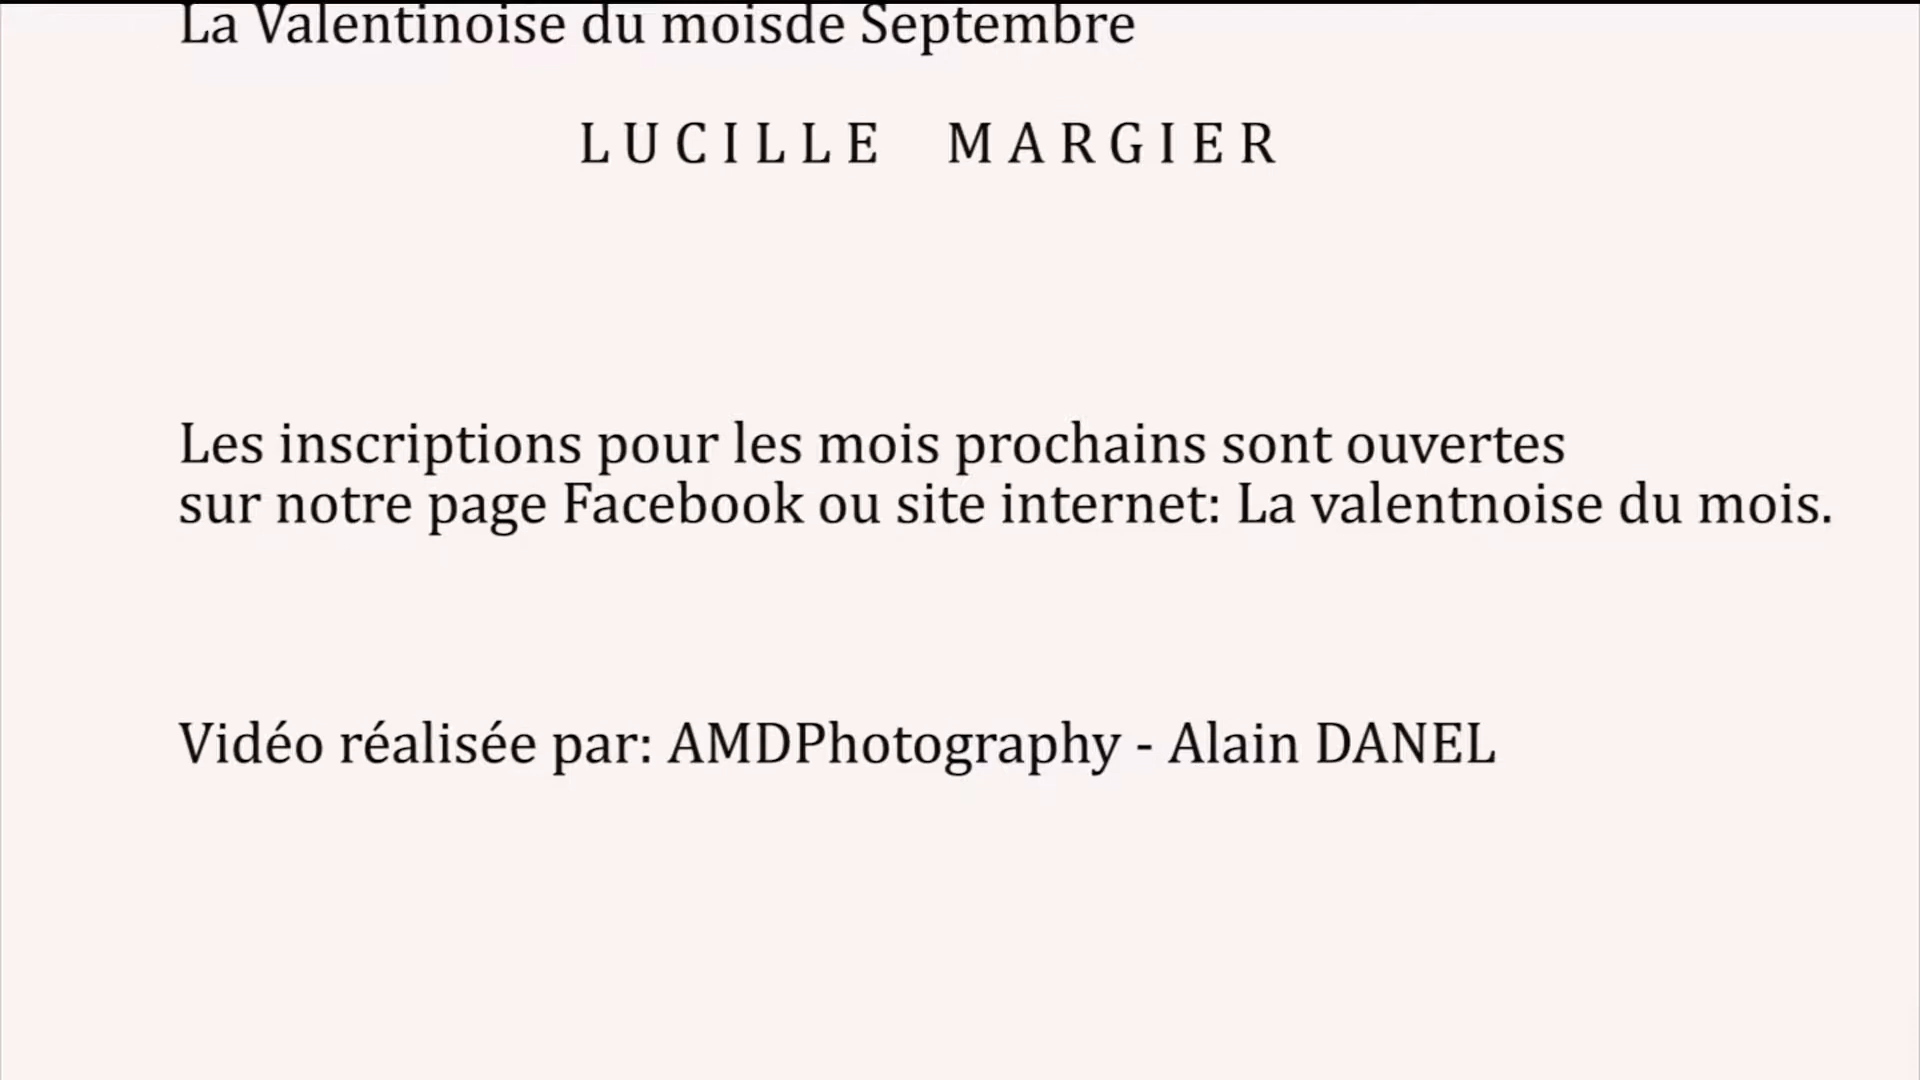 La Valentinoise du moisde Septembre
LUCILLE MARGIER
Les inscriptions pour les mois prochains sont ouvertes
sur notre page Facebook ou site internet: La valentnoise du mois.
Vidéo réalisée par: AMDPhotography - Alain DANEL